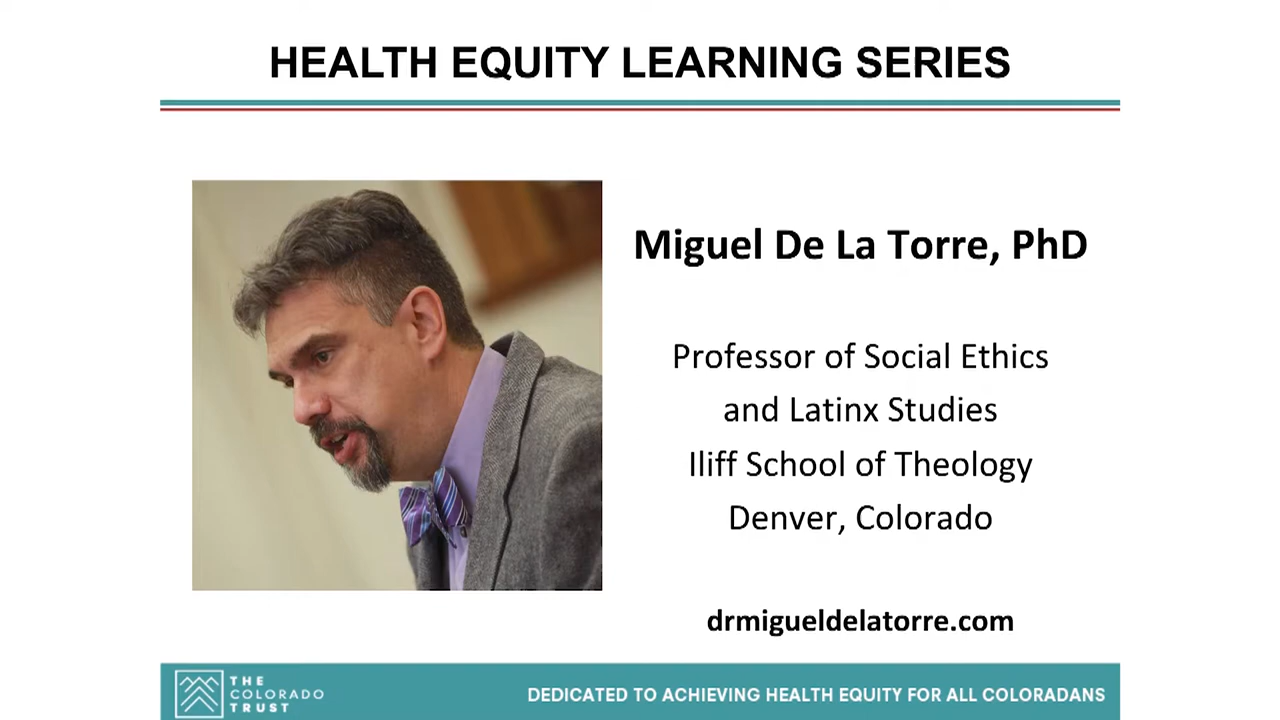 HEALTH EQUITY LEARNING SERIES
Miguel De La Torre, PhD
Professor of Social Ethics
and Latinx Studies
Iliff School of Theology
Denver, Colorado
drmigueldelatorre.com
THE
COLORADO
TRUST
DEDICATED TO ACHIEVING HEALTH EQUITY FOR ALL COLORADANS